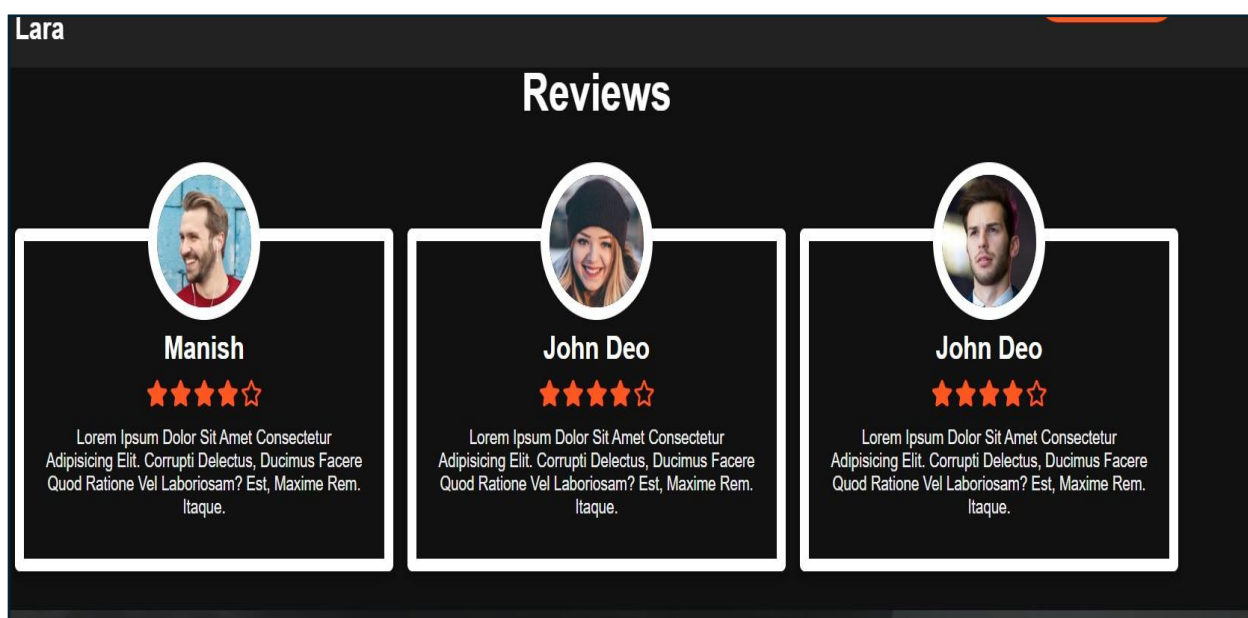 Lara
Reviews
Manish
Lorem Ipsum Dolor Sit Amet Consectetur
Adipisicing Elit. Corrupti Delectus, Ducimus Facere
Quod Ratione Vel Laboriosam? Est, Maxime Rem.
Itaque.
John Deo
Lorem Ipsum Dolor Sit Amet Consectetur
Adipisicing Elit. Corrupti Delectus, Ducimus Facere
Quod Ratione Vel Laboriosam? Est, Maxime Rem.
Itaque.
John Deo
Lorem Ipsum Dolor Sit Amet Consectetur
Adipisicing Elit. Corrupti Delectus, Ducimus Facere
Quod Ratione Vel Laboriosam? Est, Maxime Rem.
Itaque.